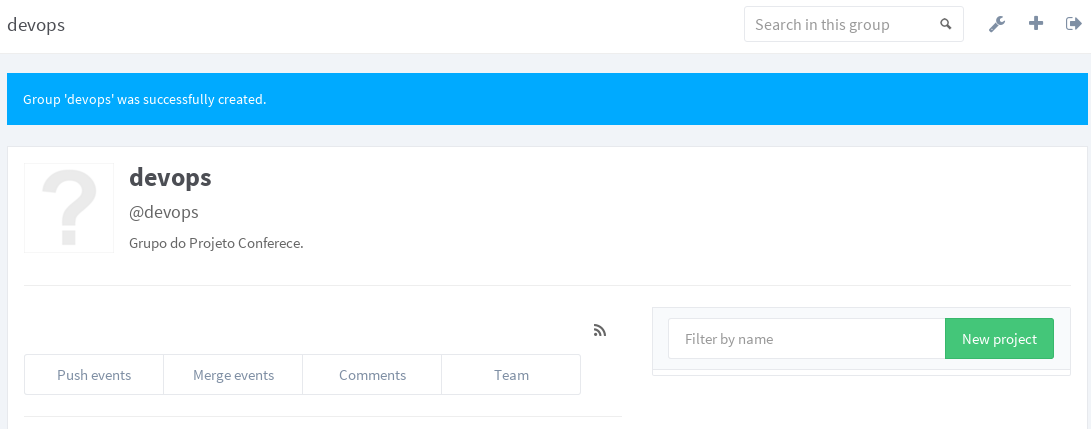 devops
Search in this group
Group 'devops' was successfully created.
devops
@devops
Grupo do Projeto Conferece.
Filter by name
New project
Push events
Merge events
Comments
Team